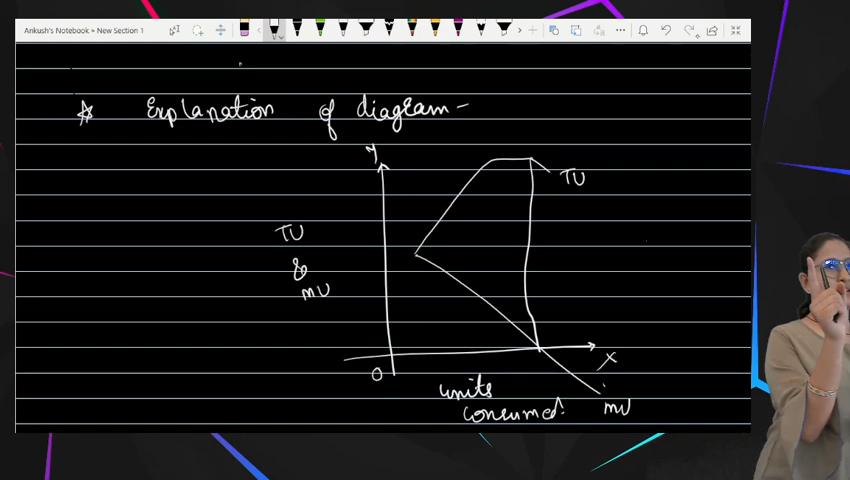 Ankush's Notebook > New Section 1
☆ Explanation of diagram -
Y
TU
TU
&
MU
O
X
units
consumed.
MU